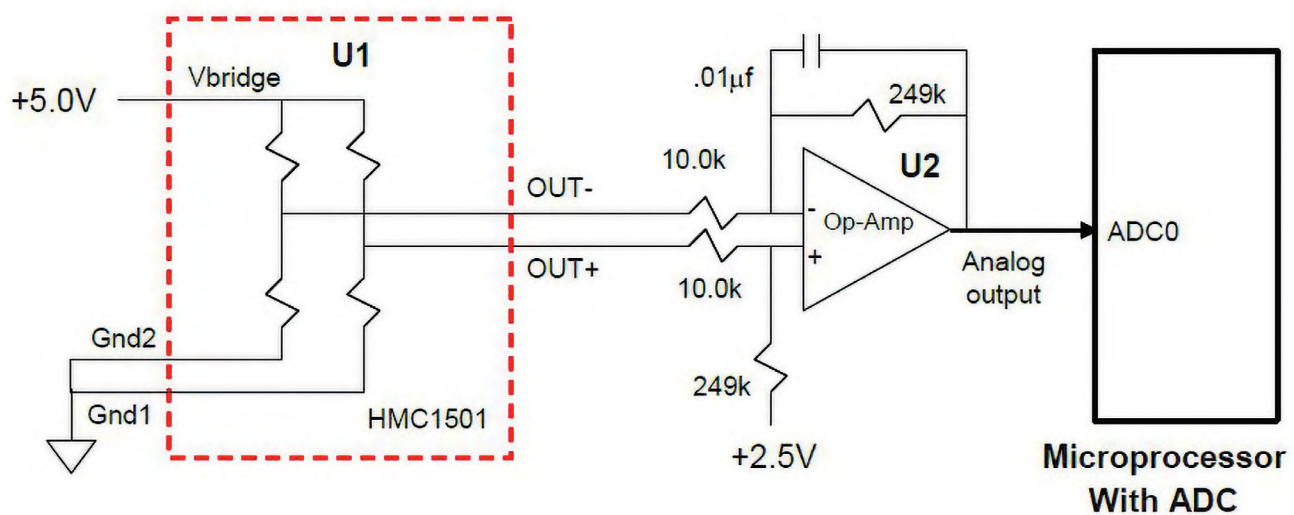 U1
Vbridge
+5.0V
OUT-
OUT+
Gnd2
Gnd1
HMC1501
.01µf
249k
10.0k
U2
-
Op-Amp
+
10.0k
249k
+2.5V
Analog
output
ADC0
Microprocessor
With ADC